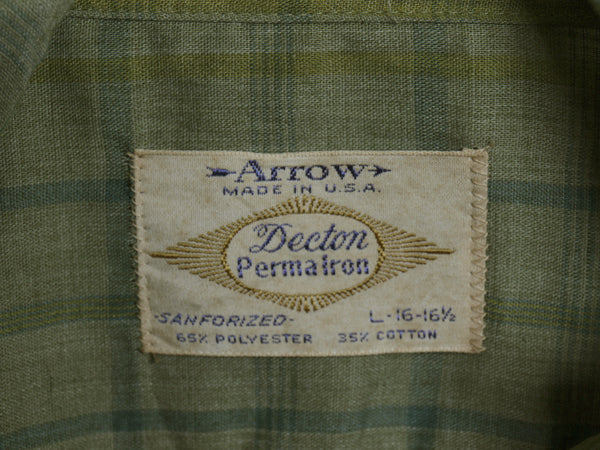 Arrow
MADE IN U.S.A.
Decton
PermaIron
-SANFORIZED- L-16-16½
65% POLYESTER 35% COTTON